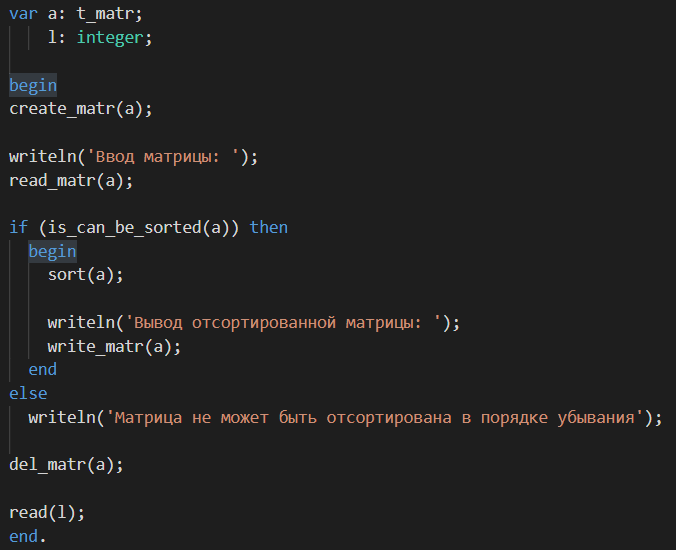 var a: t_matr;
l: integer;
begin
create_matr(a);
writeln('Ввод матрицы: ');
read_matr(a);
if (is_can_be_sorted(a)) then
begin
sort(a);
writeln('Вывод отсортированной матрицы: ');
write_matr(a);
end
else
writeln('Матрица не может быть отсортирована в порядке убывания');
del_matr(a);
read(l);
end.